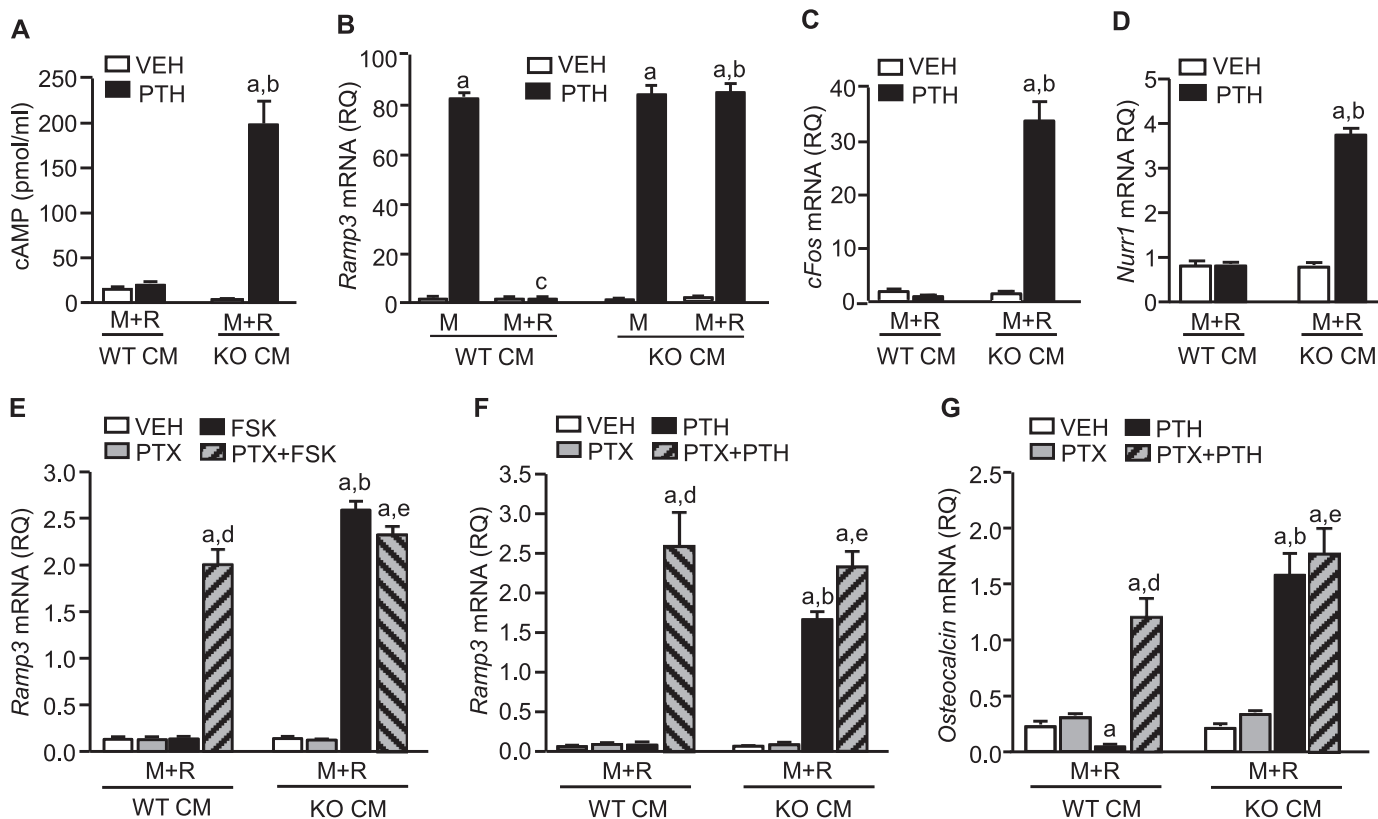 A
VEH
PTH
cAMP (pmol/ml)
250
200
150
100
50
0
a,b
M+R
M+R
WT CM
KO CM
B
VEH
PTH
Ramp3 mRNA (RQ)
100
80
60
40
20
0
a
c
a
a,b
M
M+R
M
M+R
WT CM
KO CM
C
VEH
PTH
cFos mRNA (RQ)
40
30
20
10
0
a,b
M+R
M+R
WT CM
KO CM
D
VEH
PTH
Nurr1 mRNA RQ)
5
4
3
2
1
0
a,b
M+R
M+R
WT CM
KO CM
E
VEH
FSK
PTX
PTX+FSK
Ramp3 mRNA (RQ)
3.0
2.5
2.0
1.5
1.0
0.5
0.0
a,d
a,b
a,e
M+R
M+R
WT CM
KO CM
F
VEH
PTH
PTX
PTX+PTH
Ramp3 mRNA (RQ)
3.5
3.0
2.5
2.0
1.5
1.0
0.5
0.0
a,d
a,b
a,e
M+R
M+R
WT CM
KO CM
G
VEH
PTH
PTX
PTX+PTH
Osteocalcin mRNA (RQ)
2.5
2.0
1.5
1.0
0.5
0.0
a
a,d
a,b
a,e
M+R
M+R
WT CM
KO CM